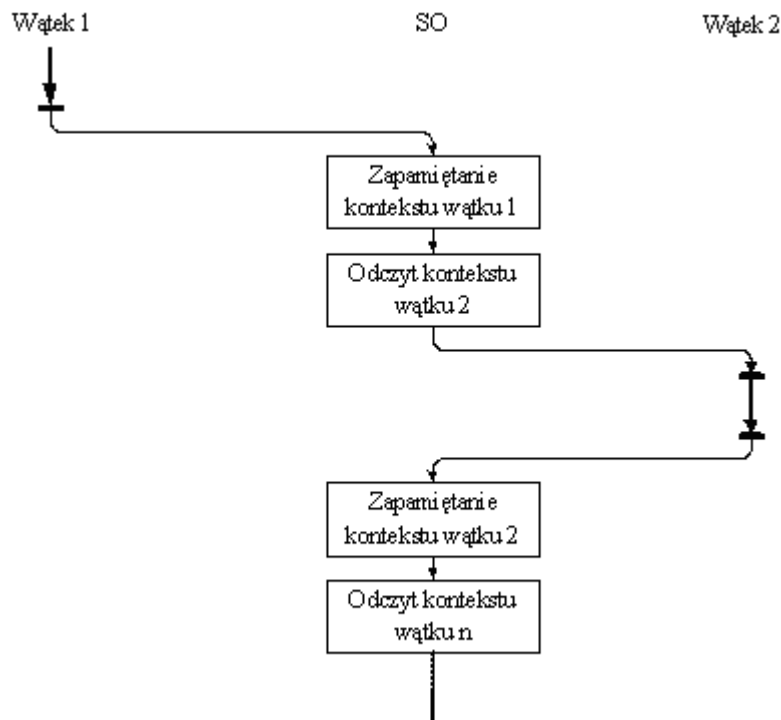 Wątek 1
SO
Wątek 2
Zapamiętanie
kontekstu wątku 1
Odczyt kontekstu
wątku 2
Zapamiętanie
kontekstu wątku 2
Odczyt kontekstu
wątku n